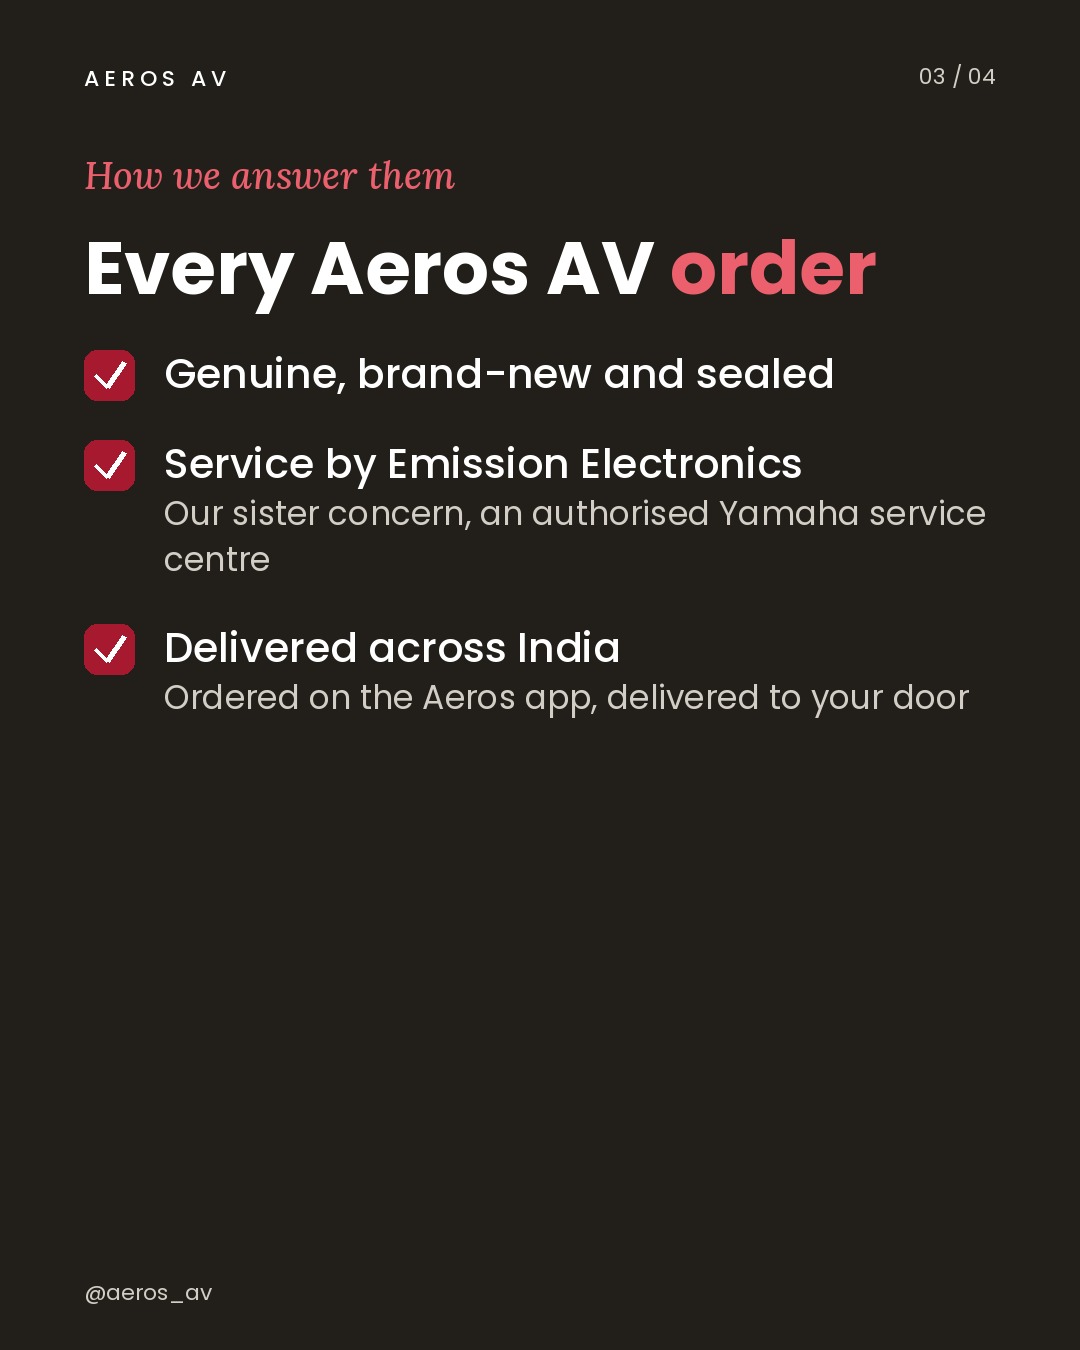 AEROS AV
03 / 04
How we answer them
Every Aeros AV order
Genuine, brand-new and sealed
Service by Emission Electronics
Our sister concern, an authorised Yamaha service
centre
Delivered across India
Ordered on the Aeros app, delivered to your door
@aeros_av